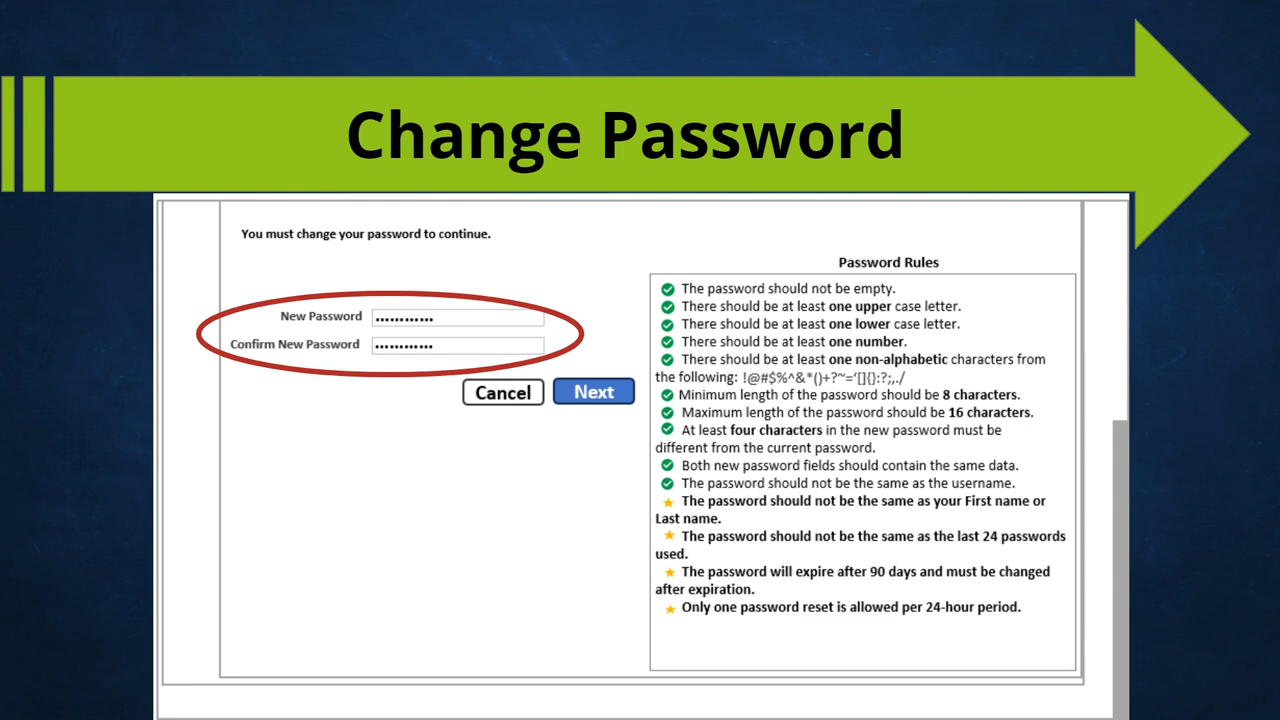 Change Password
You must change your password to continue.
New Password ............
Confirm New Password ............
Cancel Next
Password Rules
The password should not be empty.
There should be at least one upper case letter.
There should be at least one lower case letter.
There should be at least one number.
There should be at least one non-alphabetic characters from
the following: !@#$%^&*()+?~='[]{}:?;,./
Minimum length of the password should be 8 characters.
Maximum length of the password should be 16 characters.
At least four characters in the new password must be
different from the current password.
Both new password fields should contain the same data.
The password should not be the same as the username.
The password should not be the same as your First name or
Last name.
The password should not be the same as the last 24 passwords
used.
The password will expire after 90 days and must be changed
after expiration.
Only one password reset is allowed per 24-hour period.